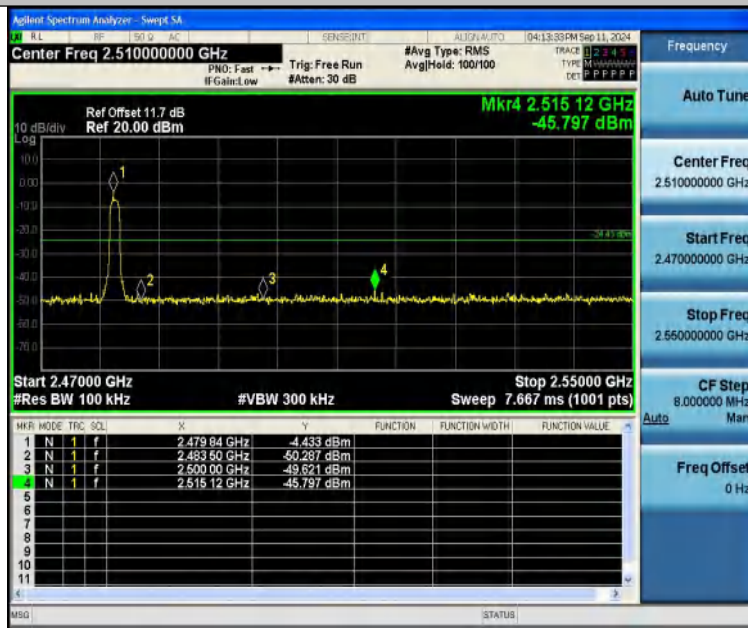 Agilent Spectrum Analyzer - Swept SA
RL RF 50 Ω AC SENSE:INT ALIGN AUTO 04:13:33 PM Sep 11, 2024
Center Freq 2.510000000 GHz
PNO: Fast
IFGain:Low
Trig: Free Run
#Atten: 30 dB
#Avg Type: RMS
Avg|Hold: 100/100
TRACE 1 2 3 4 5 6
TYPE M
DET P P P P P P
Mkr4 2.515 12 GHz
-45.797 dBm
Ref Offset 11.7 dB
10 dB/div Ref 20.00 dBm
Log
10.0
0.00
-10.0
-20.0
-30.0
-40.0
-50.0
-60.0
-70.0
1
2
3
4
-24.43 dBm
Start 2.47000 GHz Stop 2.55000 GHz
#Res BW 100 kHz #VBW 300 kHz Sweep 7.667 ms (1001 pts)
MKR MODE TRC SCL X Y FUNCTION FUNCTION WIDTH FUNCTION VALUE
1 N 1 f 2.479 84 GHz -4.433 dBm
2 N 1 f 2.483 50 GHz -50.287 dBm
3 N 1 f 2.500 00 GHz -49.621 dBm
4 N 1 f 2.515 12 GHz -45.797 dBm
5
6
7
8
9
10
11
MSG STATUS
Frequency
Auto Tune
Center Freq
2.510000000 GHz
Start Freq
2.470000000 GHz
Stop Freq
2.550000000 GHz
CF Step
8.000000 MHz
Auto Man
Freq Offset
0 Hz